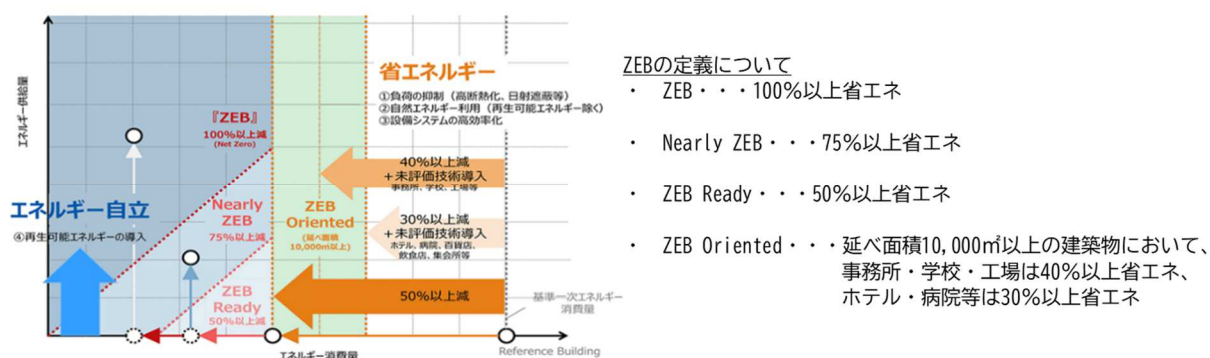 エネルギー供給量
省エネルギー
①負荷の抑制（高断熱化、日射遮蔽等）
②自然エネルギー利用（再生可能エネルギー除く）
③設備システムの高効率化
『ZEB』
100％以上減
(Net Zero)
40％以上減
＋未評価技術導入
事務所、学校、工場等
エネルギー自立
④再生可能エネルギーの導入
Nearly
ZEB
75％以上減
ZEB
Oriented
(延べ面積
10,000㎡以上)
30％以上減
＋未評価技術導入
ホテル、病院、百貨店、
飲食店、集会所等
ZEB
Ready
50％以上減
50％以上減
基準一次エネルギー
消費量
エネルギー消費量
Reference Building
ZEBの定義について
・ ZEB・・・100％以上省エネ
・ Nearly ZEB・・・75％以上省エネ
・ ZEB Ready・・・50％以上省エネ
・ ZEB Oriented・・・延べ面積10,000㎡以上の建築物において、
事務所・学校・工場は40％以上省エネ、
ホテル・病院等は30％以上省エネ